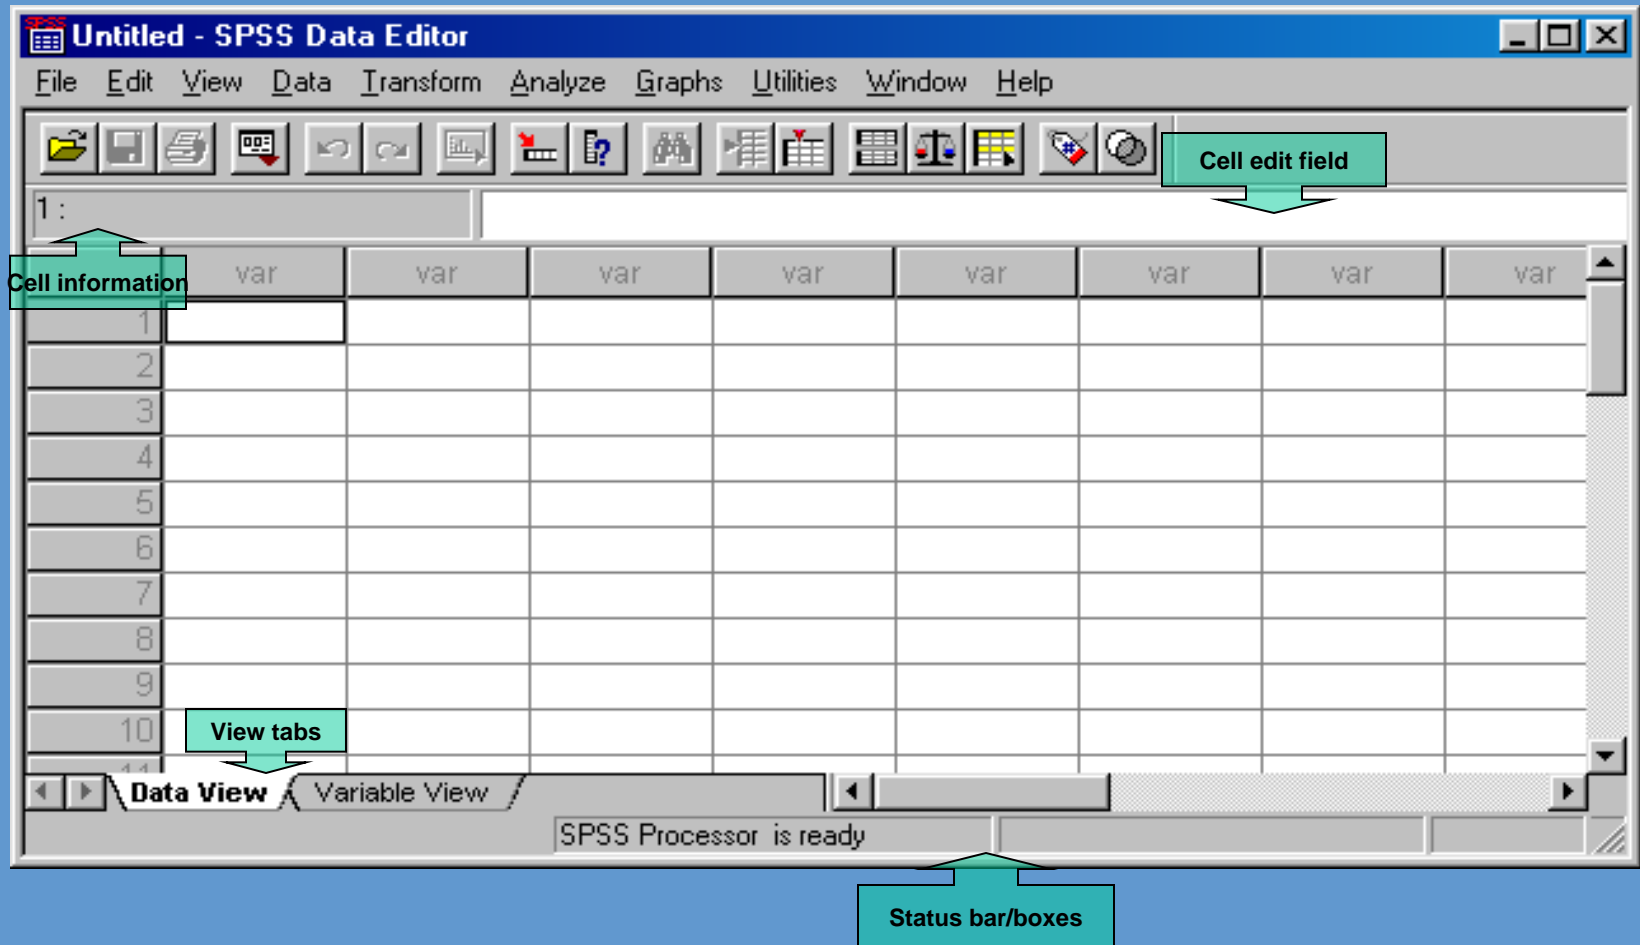 SPSS
Untitled - SPSS Data Editor
File Edit View Data Transform Analyze Graphs Utilities Window Help
Cell edit field
1 :
Cell information
var var var var var var var var
1
2
3
4
5
6
7
8
9
10
View tabs
11
Data View Variable View
SPSS Processor is ready
Status bar/boxes